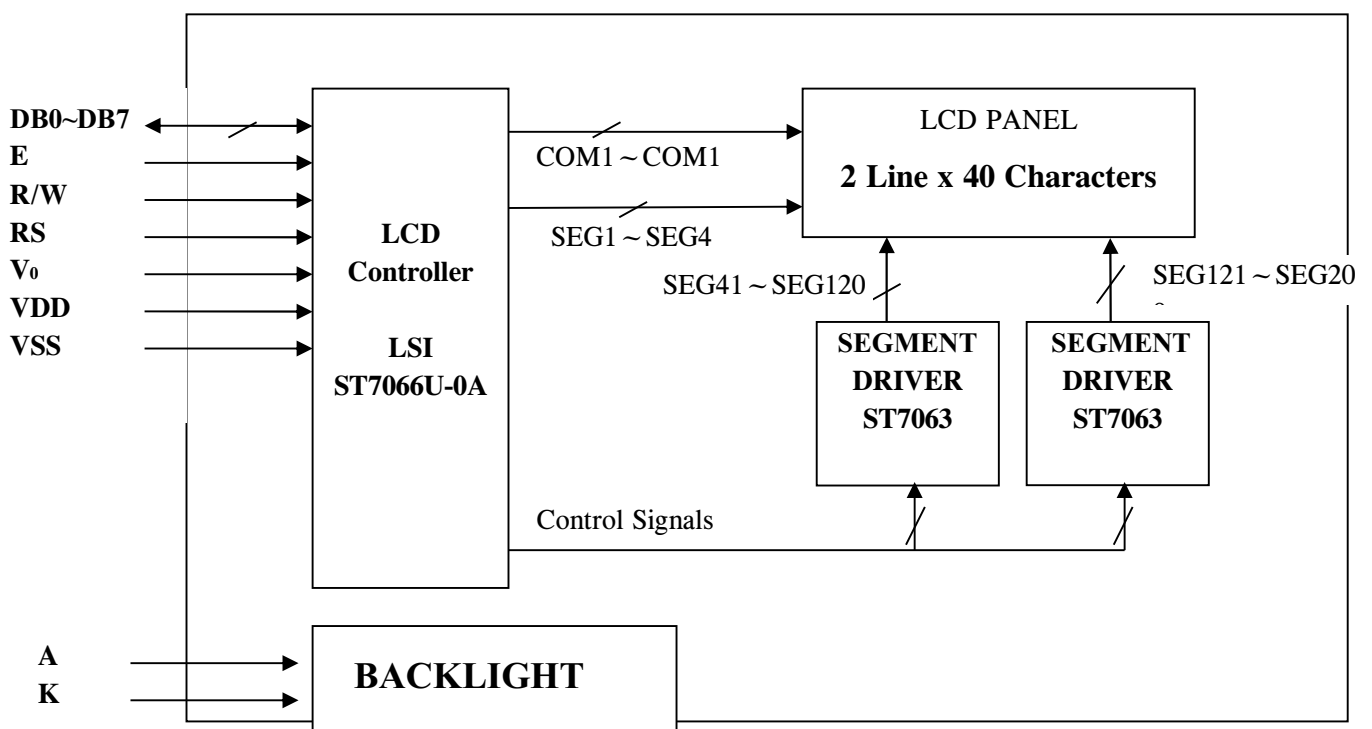 DB0~DB7
E
R/W
RS
V0
VDD
VSS
LCD
Controller
LSI
ST7066U-0A
COM1~COM1
SEG1~SEG4
LCD PANEL
2 Line x 40 Characters
SEG41~SEG120
SEG121~SEG20
SEGMENT
DRIVER
ST7063
SEGMENT
DRIVER
ST7063
Control Signals
A
K
BACKLIGHT